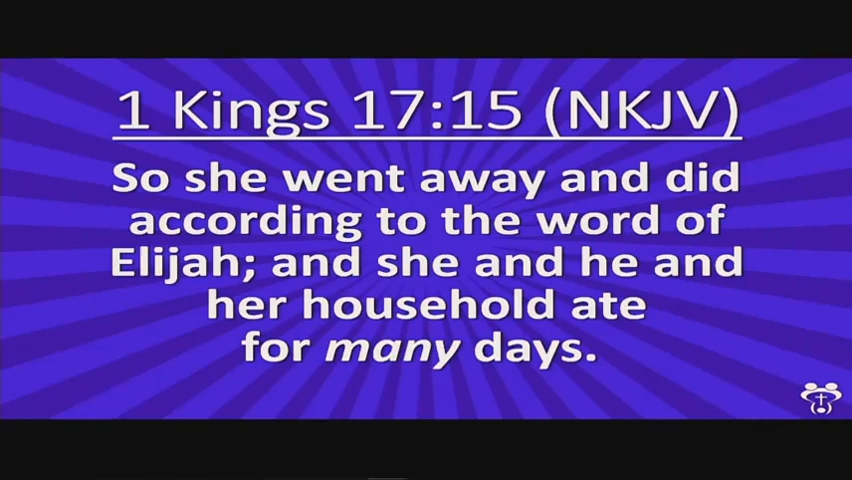 1 Kings 17:15 (NKJV)
So she went away and did
according to the word of
Elijah; and she and he and
her household ate
for many days.